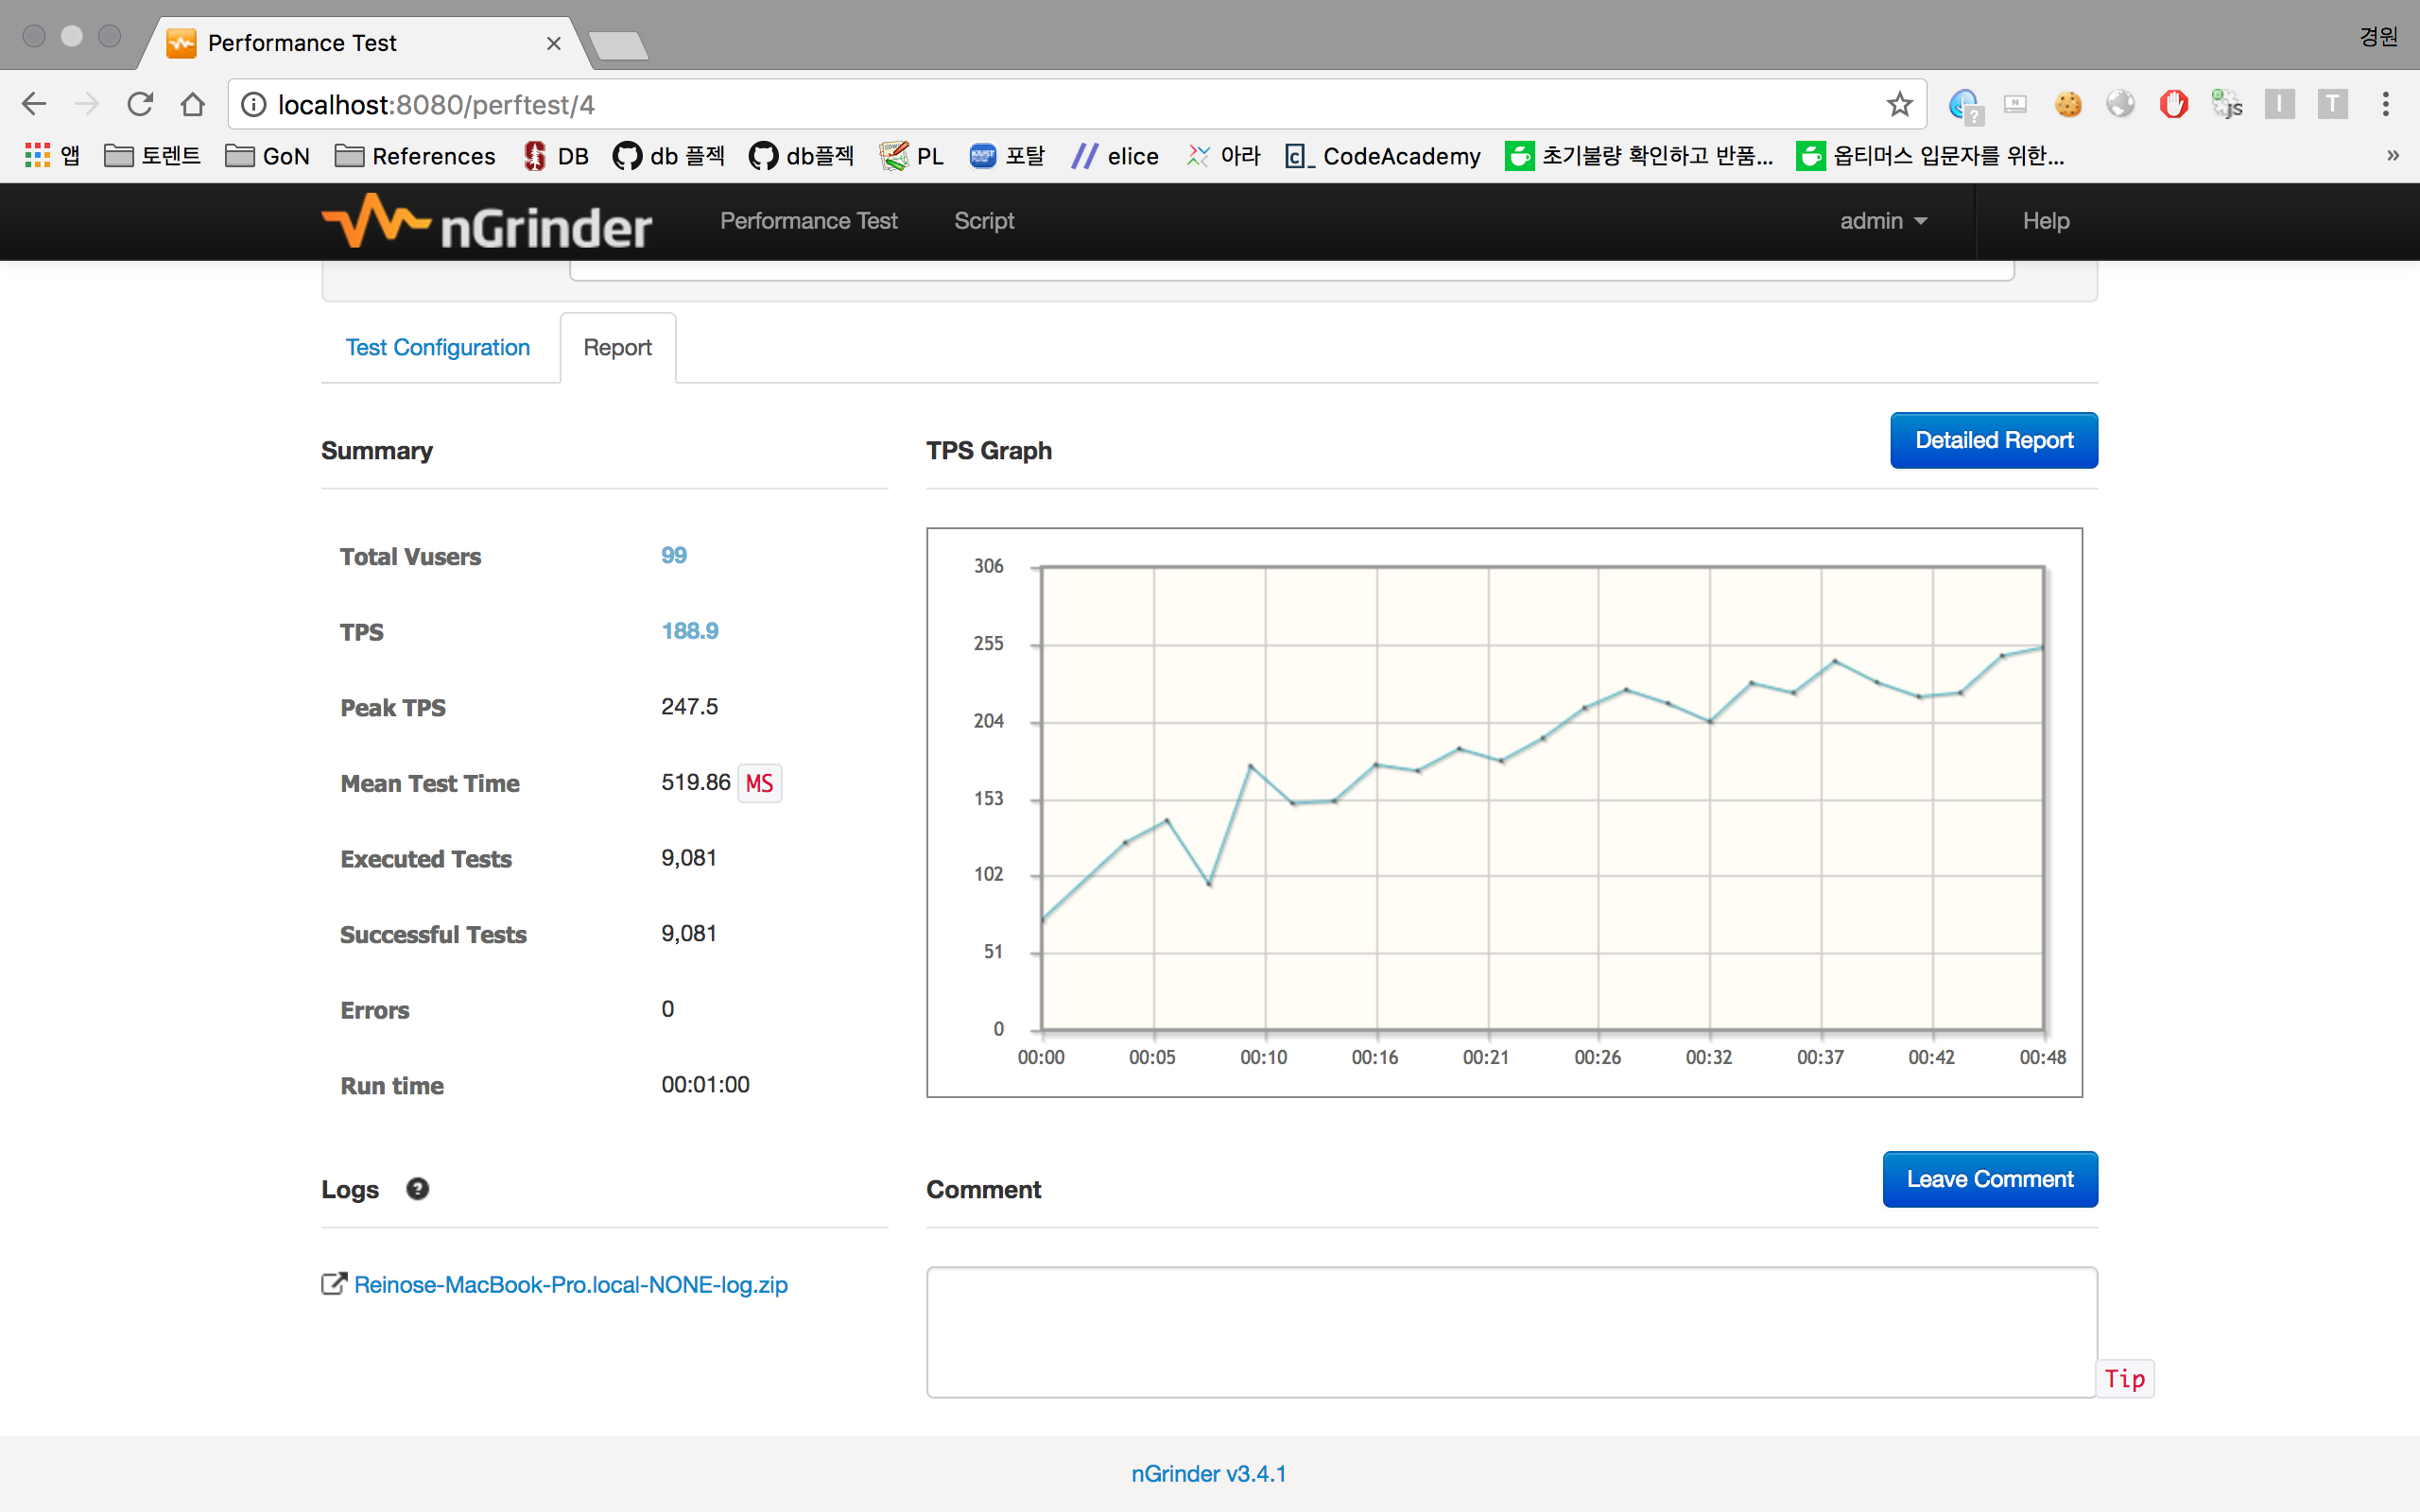 Performance Test
경원
localhost:8080/perftest/4
앱 토렌트 GoN References DB db 플젝 db플젝 PL 포탈 elice 아라 CodeAcademy 초기불량 확인하고 반품... 옵티머스 입문자를 위한... »
nGrinder Performance Test Script admin Help
Test Configuration Report
Summary
Total Vusers 99
TPS 188.9
Peak TPS 247.5
Mean Test Time 519.86 MS
Executed Tests 9,081
Successful Tests 9,081
Errors 0
Run time 00:01:00
TPS Graph Detailed Report
306
255
204
153
102
51
0
00:00 00:05 00:10 00:16 00:21 00:26 00:32 00:37 00:42 00:48
Logs ?
Reinose-MacBook-Pro.local-NONE-log.zip
Comment Leave Comment
Tip
nGrinder v3.4.1